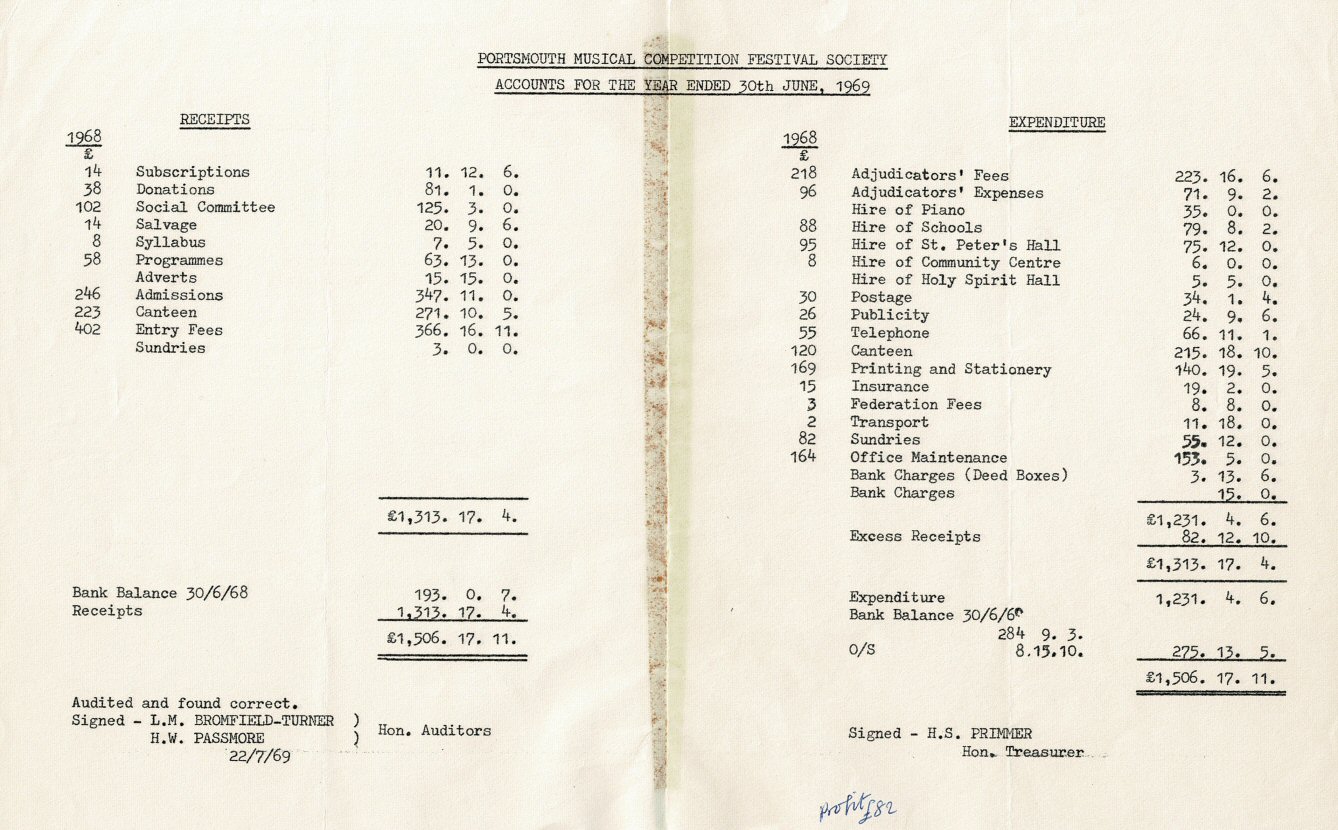 PORTSMOUTH MUSICAL COMPETITION FESTIVAL SOCIETY
ACCOUNTS FOR THE YEAR ENDED 30th JUNE, 1969
RECEIPTS
1968
£
14 Subscriptions 11. 12. 6.
38 Donations 81. 1. 0.
102 Social Committee 125. 3. 0.
14 Salvage 20. 9. 6.
8 Syllabus 7. 5. 0.
58 Programmes 63. 13. 0.
Adverts 15. 15. 0.
246 Admissions 347. 11. 0.
223 Canteen 271. 10. 5.
402 Entry Fees 366. 16. 11.
Sundries 3. 0. 0.
£1,313. 17. 4.
Bank Balance 30/6/68 193. 0. 7.
Receipts 1,313. 17. 4.
£1,506. 17. 11.
Audited and found correct.
Signed - L.M. BROMFIELD-TURNER )
H.W. PASSMORE )
Hon. Auditors
22/7/69
EXPENDITURE
1968
£
218 Adjudicators' Fees 223. 16. 6.
96 Adjudicators' Expenses 71. 9. 2.
Hire of Piano 35. 0. 0.
88 Hire of Schools 79. 8. 2.
95 Hire of St. Peter's Hall 75. 12. 0.
8 Hire of Community Centre 6. 0. 0.
Hire of Holy Spirit Hall 5. 5. 0.
30 Postage 34. 1. 4.
26 Publicity 24. 9. 6.
55 Telephone 66. 11. 1.
120 Canteen 215. 18. 10.
169 Printing and Stationery 140. 19. 5.
15 Insurance 19. 2. 0.
3 Federation Fees 8. 8. 0.
2 Transport 11. 18. 0.
82 Sundries 55. 12. 0.
164 Office Maintenance 153. 5. 0.
Bank Charges (Deed Boxes) 3. 13. 6.
Bank Charges 15. 0.
£1,231. 4. 6.
Excess Receipts 82. 12. 10.
£1,313. 17. 4.
Expenditure 1,231. 4. 6.
Bank Balance
284 9. 3.
O/S 8.15.10. 275. 13. 5.
£1,506. 17. 11.
Signed - H.S. PRIMMER
Hon. Treasurer
Profit £82